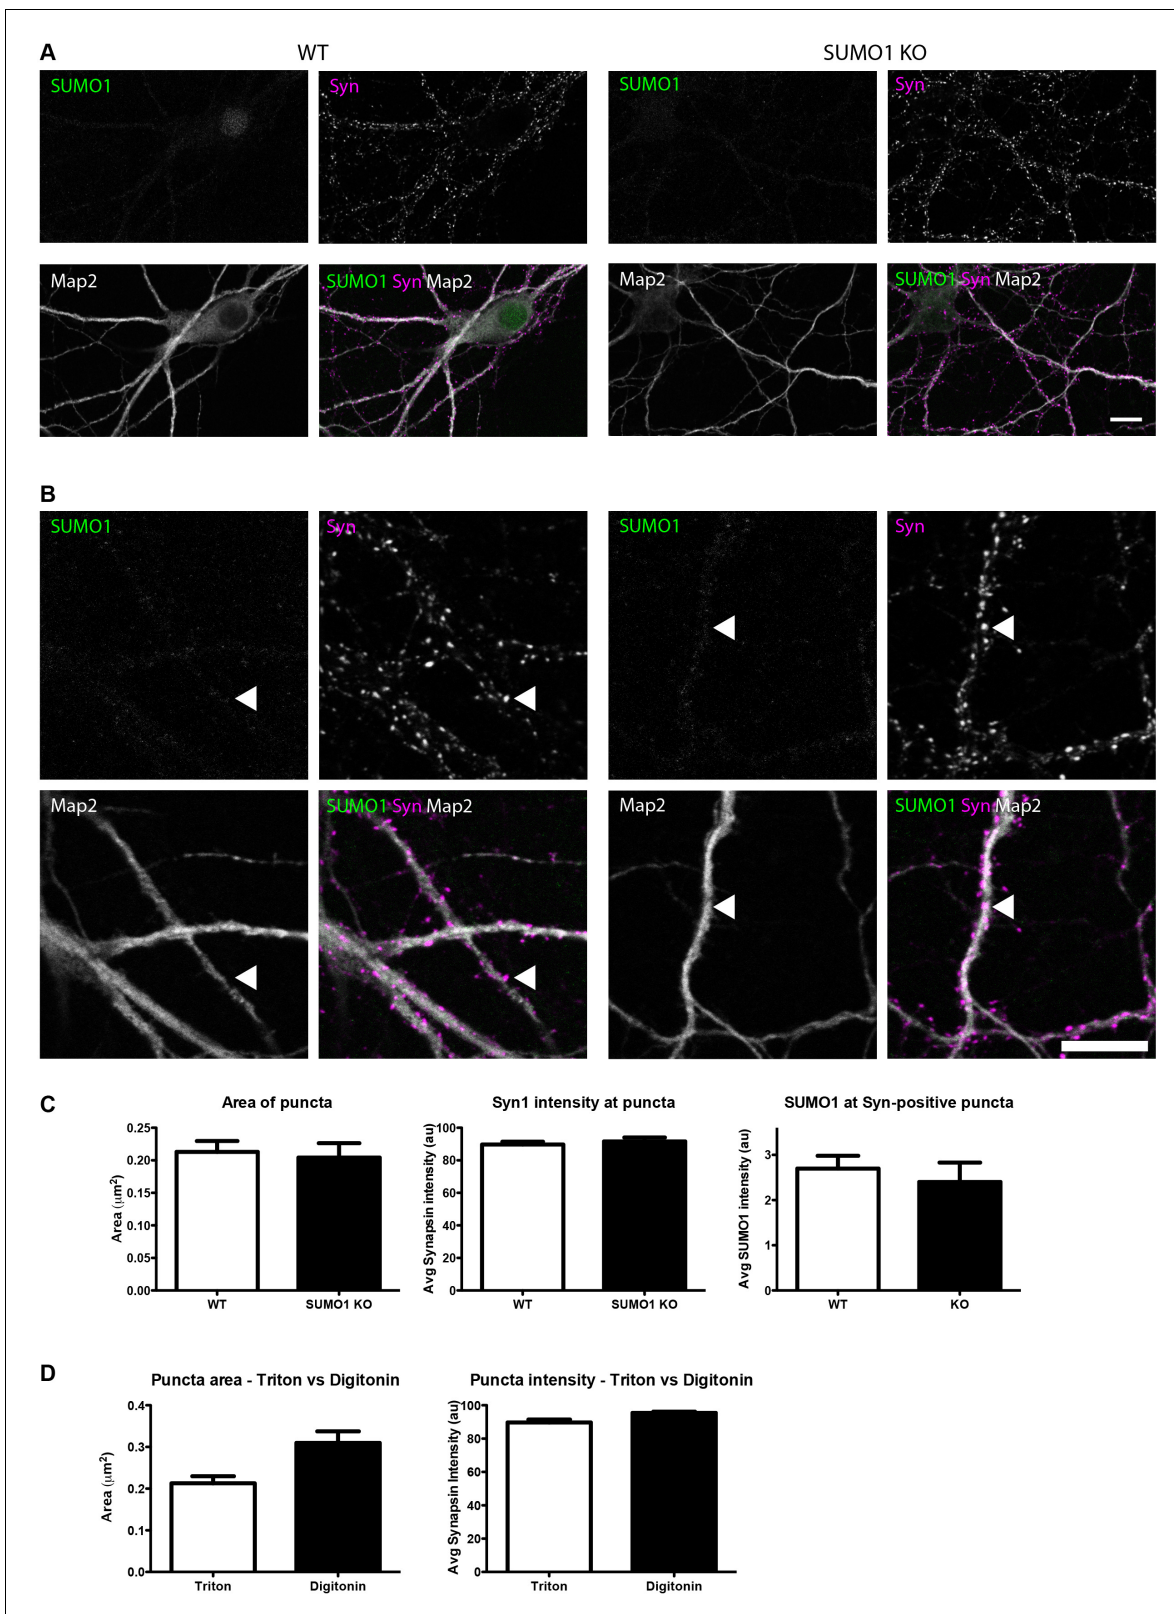 A
WT
SUMO1 KO
SUMO1
Syn
SUMO1
Syn
Map2
SUMO1 Syn Map2
Map2
SUMO1 Syn Map2
B
SUMO1
Syn
SUMO1
Syn
Map2
SUMO1 Syn Map2
Map2
SUMO1 Syn Map2
C
Area of puncta
Area (μm²)
0.25
0.20
0.15
0.10
0.05
0.00
WT
SUMO1 KO
Syn1 intensity at puncta
Avg Synapsin intensity (au)
100
80
60
40
20
0
WT
SUMO1 KO
SUMO1 at Syn-positive puncta
Avg SUMO1 intensity (au)
3
2
1
0
WT
KO
D
Puncta area - Triton vs Digitonin
Area (μm²)
0.4
0.3
0.2
0.1
0.0
Triton
Digitonin
Puncta intensity - Triton vs Digitonin
Avg Synapsin Intensity (au)
100
80
60
40
20
0
Triton
Digitonin